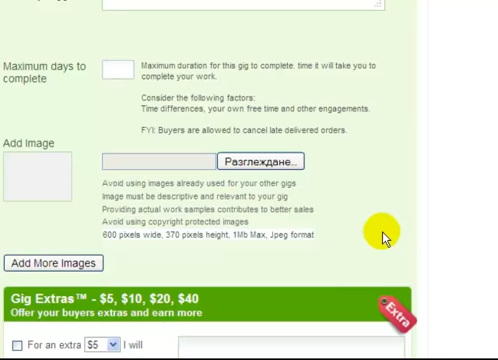 Maximum days to
complete
Maximum duration for this gig to complete. time it will take you to
complete your work.
Consider the following factors:
Time differences, your own free time and other engagements.
FYI: Buyers are allowed to cancel late delivered orders.
Add Image
Разглеждане..
Avoid using images already used for your other gigs
Image must be descriptive and relevant to your gig
Providing actual work samples contributes to better sales
Avoid using copyright protected images
600 pixels wide, 370 pixels height, 1Mb Max, Jpeg format
Add More Images
Gig Extras™ - $5, $10, $20, $40
Offer your buyers extras and earn more
Extra
For an extra $5 I will